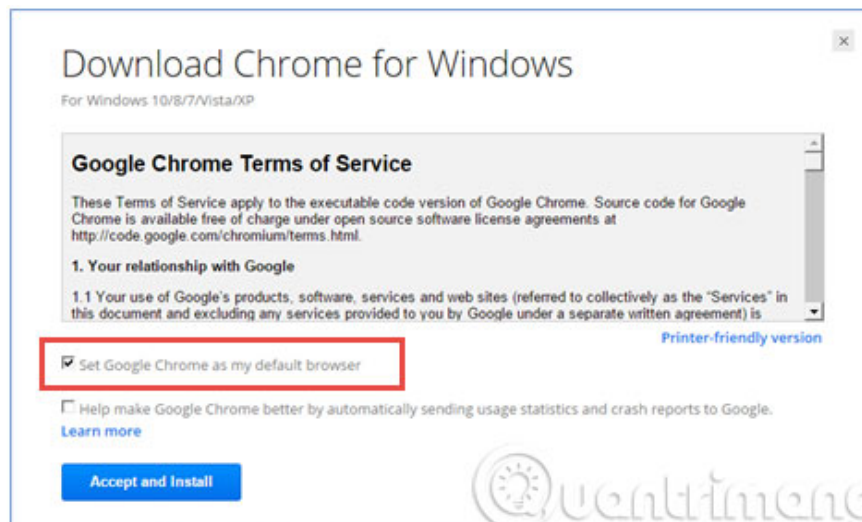 Download Chrome for Windows
For Windows 10/8/7/Vista/XP
Google Chrome Terms of Service
These Terms of Service apply to the executable code version of Google Chrome. Source code for Google
Chrome is available free of charge under open source software license agreements at
http://code.google.com/chromium/terms.html.
1. Your relationship with Google
1.1 Your use of Google's products, software, services and web sites (referred to collectively as the “Services” in
this document and excluding any services provided to you by Google under a separate written agreement) is
Printer-friendly version
Set Google Chrome as my default browser
Help make Google Chrome better by automatically sending usage statistics and crash reports to Google.
Learn more
Accept and Install
Quantrimang